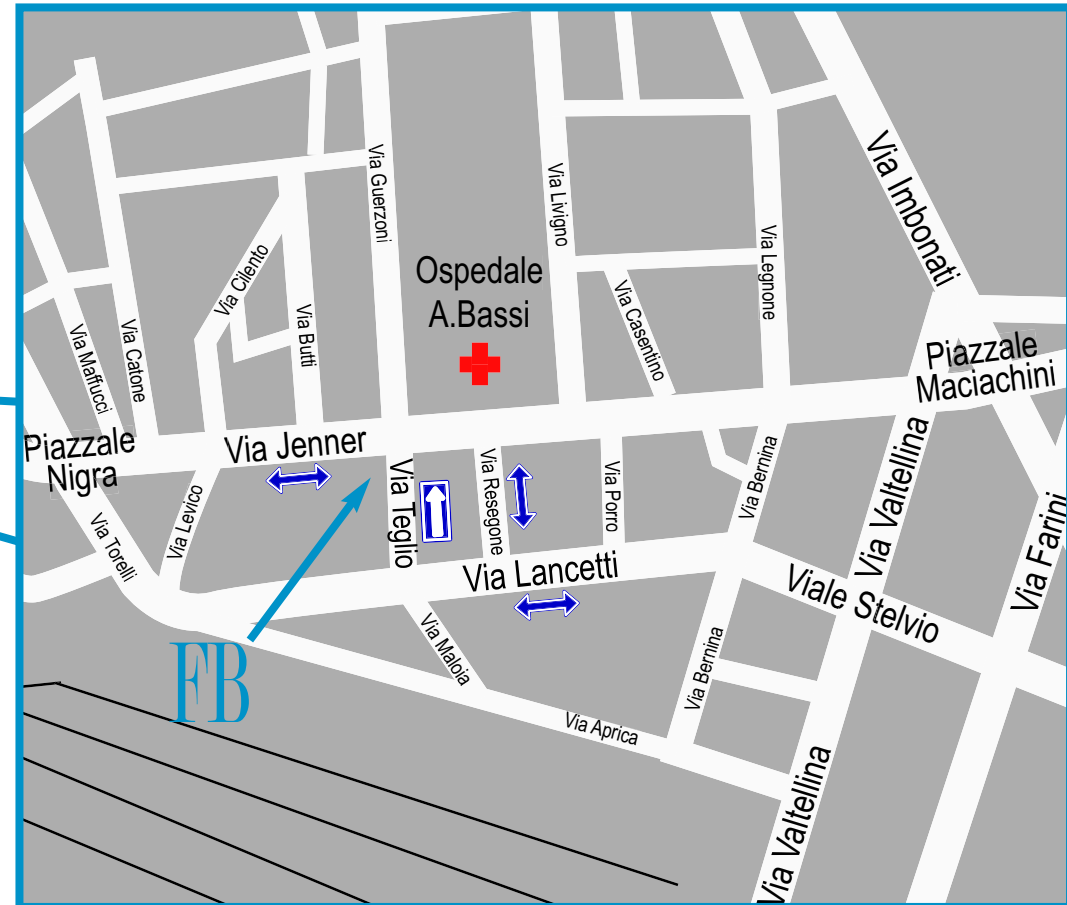 Via Imbonati
Via Guerzoni
Via Livigno
Via Legnone
Via Cilento
Ospedale
A.Bassi
Via Casentino
Via Butti
Via Catone
Via Maffucci
Piazzale
Maciachini
Piazzale
Nigra
Via Jenner
Via Teglio
Via Resegone
Via Porro
Via Bernina
Via Valtellina
Via Farini
Via Levico
Via Torelli
Via Lancetti
Viale Stelvio
Via Maloia
Via Bernina
FB
Via Aprica
Via Valtellina